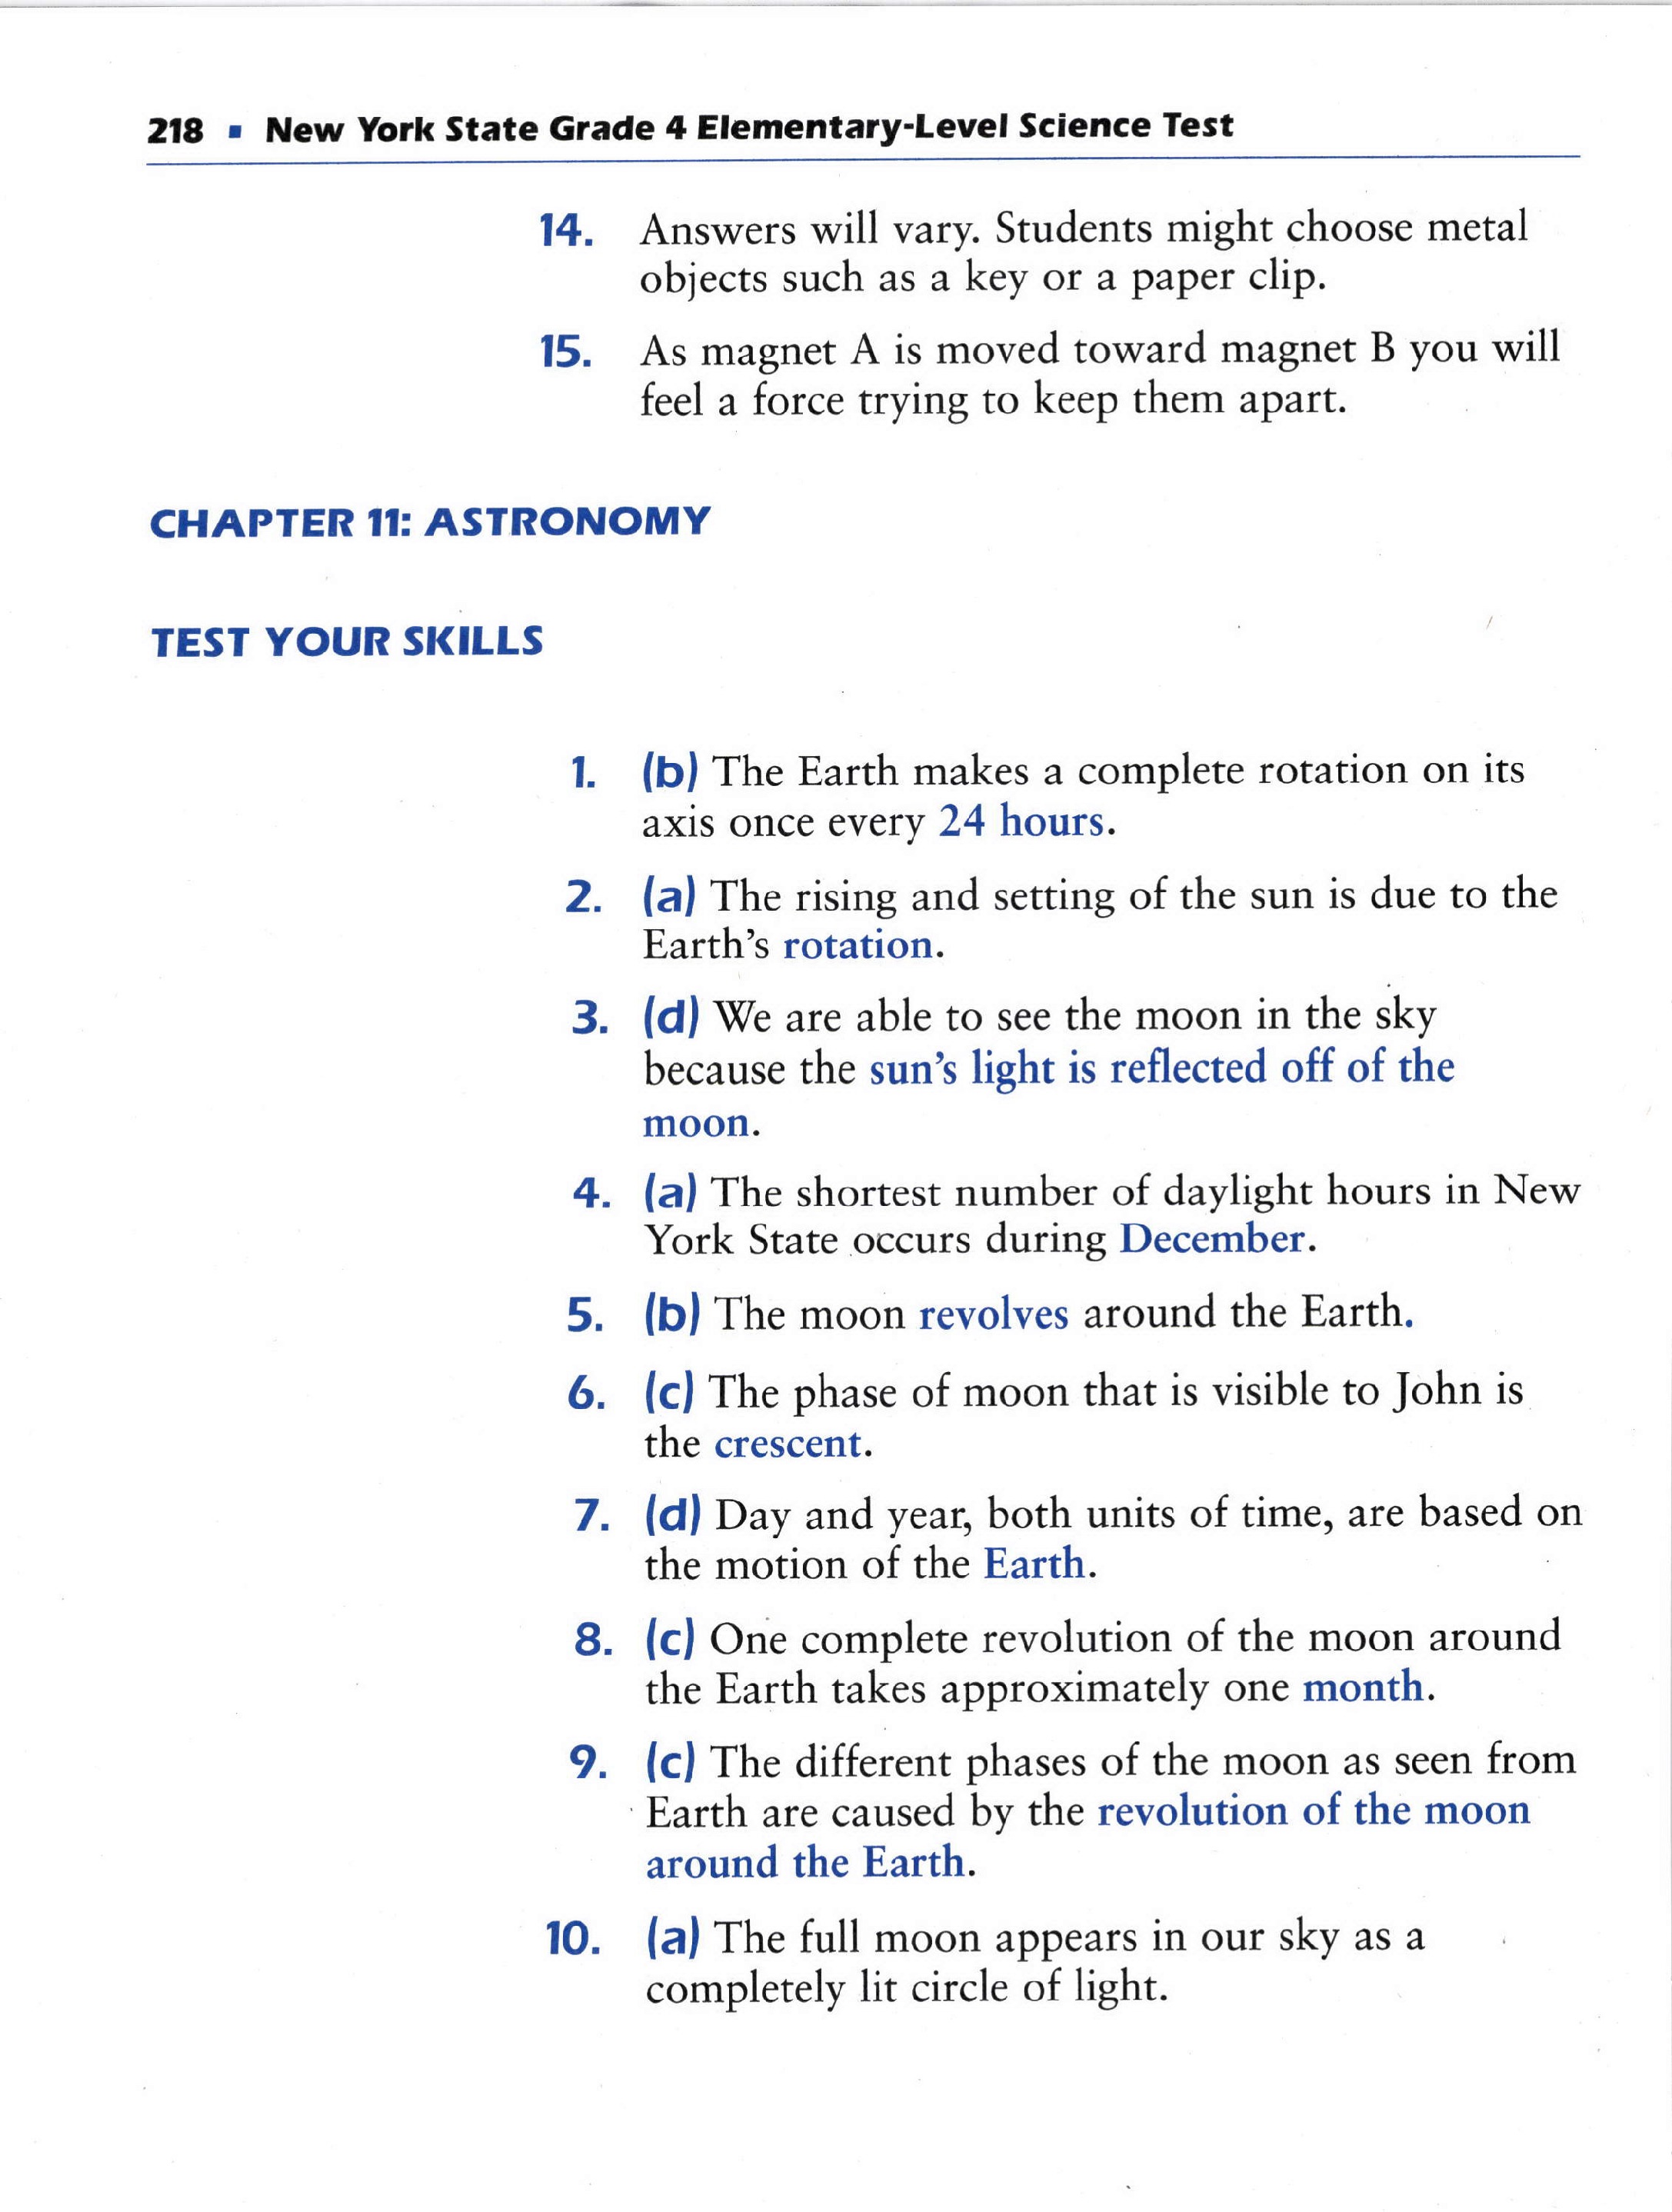 218 ▪ New York State Grade 4 Elementary-Level Science Test
14. Answers will vary. Students might choose metal
objects such as a key or a paper clip.
15. As magnet A is moved toward magnet B you will
feel a force trying to keep them apart.
CHAPTER 11: ASTRONOMY
TEST YOUR SKILLS
1. (b) The Earth makes a complete rotation on its
axis once every 24 hours.
2. (a) The rising and setting of the sun is due to the
Earth's rotation.
3. (d) We are able to see the moon in the sky
because the sun's light is reflected off of the
moon.
4. (a) The shortest number of daylight hours in New
York State occurs during December.
5. (b) The moon revolves around the Earth.
6. (c) The phase of moon that is visible to John is
the crescent.
7. (d) Day and year, both units of time, are based on
the motion of the Earth.
8. (c) One complete revolution of the moon around
the Earth takes approximately one month.
9. (c) The different phases of the moon as seen from
Earth are caused by the revolution of the moon
around the Earth.
10. (a) The full moon appears in our sky as a
completely lit circle of light.